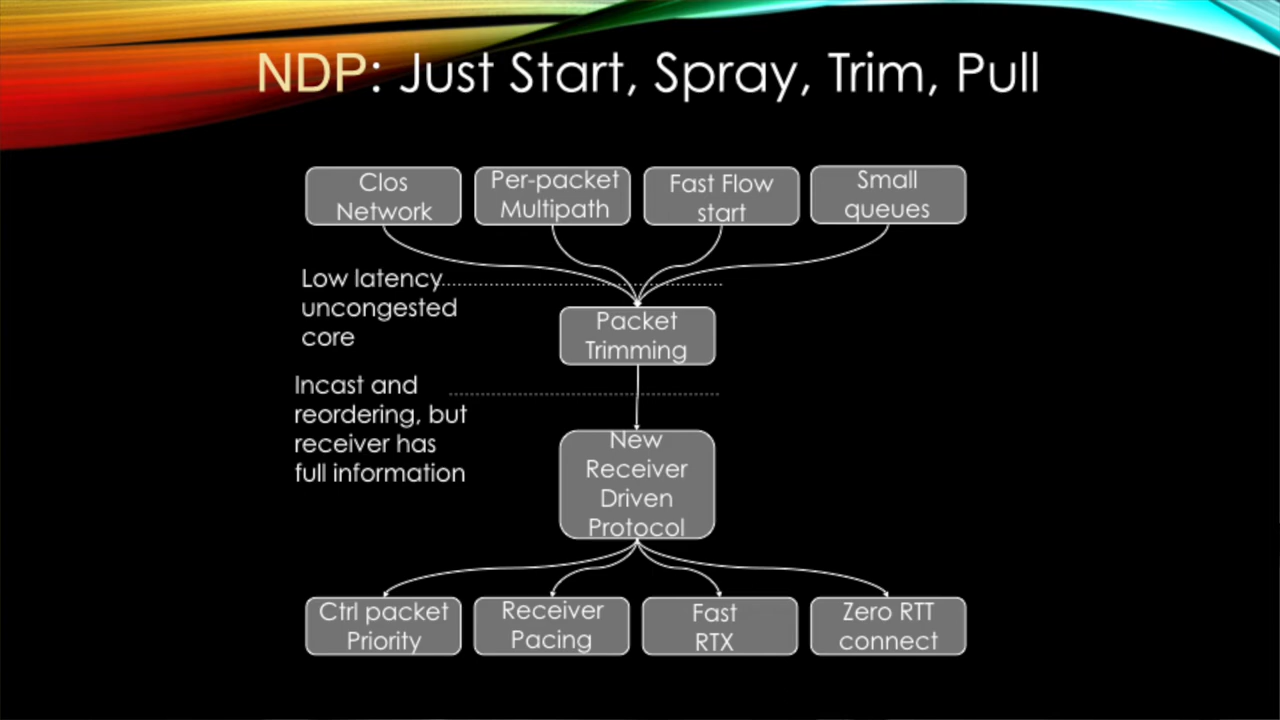 NDP: Just Start, Spray, Trim, Pull
Clos
Network
Per-packet
Multipath
Fast Flow
start
Small
queues
Low latency
uncongested
core
Packet
Trimming
Incast and
reordering, but
receiver has
full information
New
Receiver
Driven
Protocol
Ctrl packet
Priority
Receiver
Pacing
Fast
RTX
Zero RTT
connect